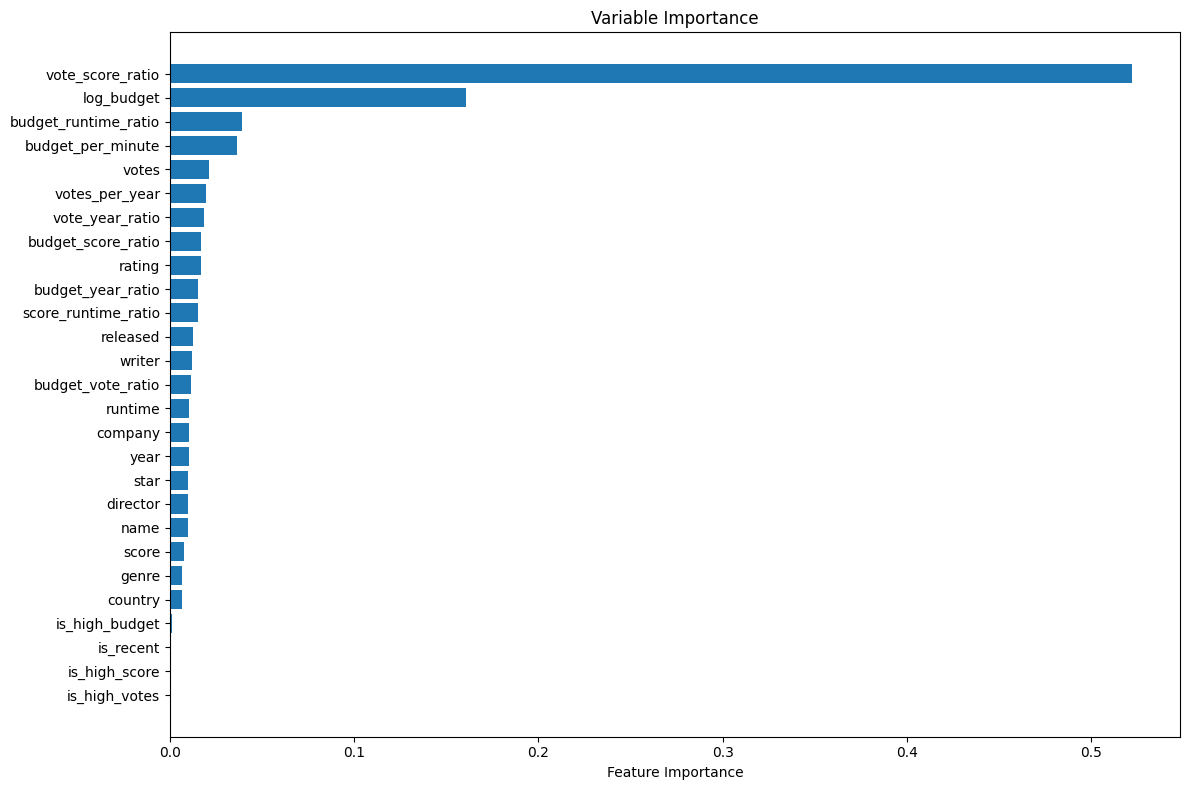 Variable Importance
vote_score_ratio
log_budget
budget_runtime_ratio
budget_per_minute
votes
votes_per_year
vote_year_ratio
budget_score_ratio
rating
budget_year_ratio
score_runtime_ratio
released
writer
budget_vote_ratio
runtime
company
year
star
director
name
score
genre
country
is_high_budget
is_recent
is_high_score
is_high_votes
0.0 0.1 0.2 0.3 0.4 0.5
Feature Importance